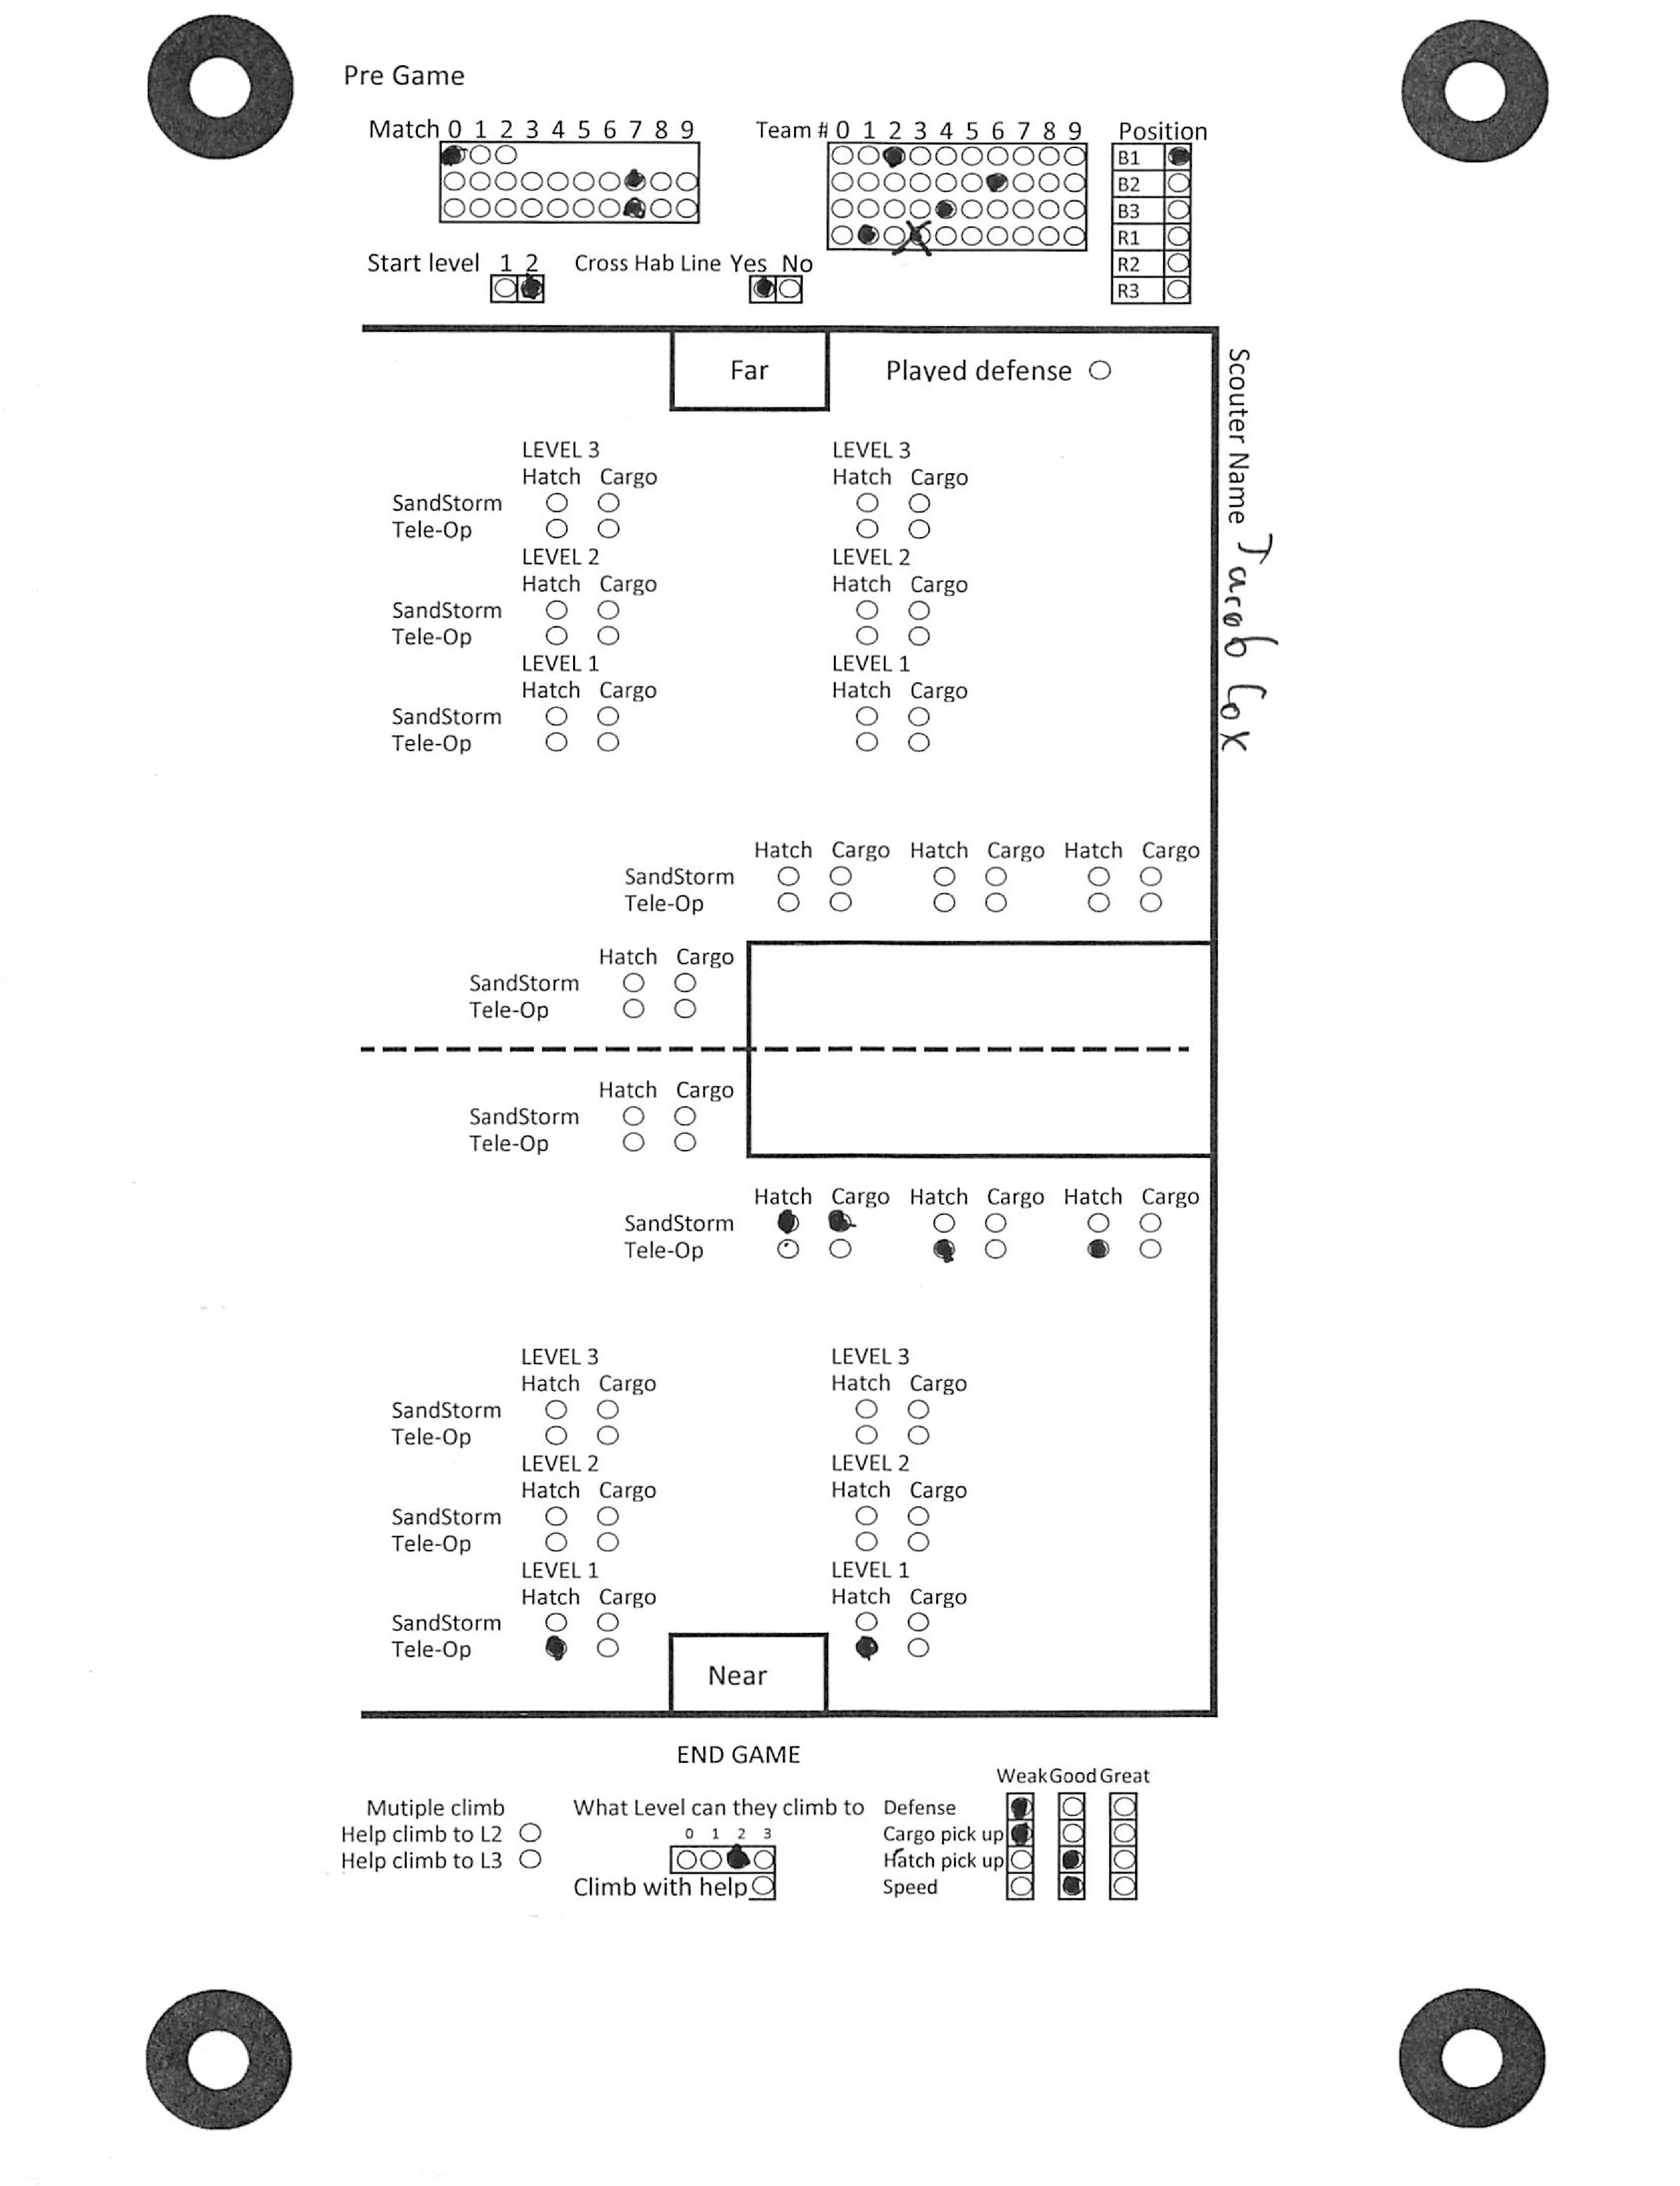 Pre Game
Match 0 1 2 3 4 5 6 7 8 9
Team # 0 1 2 3 4 5 6 7 8 9
Position
B1
B2
B3
R1
R2
R3
Start level 1 2
Cross Hab Line Yes No
Far
Played defense
Scouter Name Jacob Cox
LEVEL 3 LEVEL 3
Hatch Cargo Hatch Cargo
SandStorm
Tele-Op
LEVEL 2 LEVEL 2
Hatch Cargo Hatch Cargo
SandStorm
Tele-Op
LEVEL 1 LEVEL 1
Hatch Cargo Hatch Cargo
SandStorm
Tele-Op
Hatch Cargo Hatch Cargo Hatch Cargo
SandStorm
Tele-Op
Hatch Cargo
SandStorm
Tele-Op
Hatch Cargo
SandStorm
Tele-Op
Hatch Cargo Hatch Cargo Hatch Cargo
SandStorm
Tele-Op
LEVEL 3 LEVEL 3
Hatch Cargo Hatch Cargo
SandStorm
Tele-Op
LEVEL 2 LEVEL 2
Hatch Cargo Hatch Cargo
SandStorm
Tele-Op
LEVEL 1 LEVEL 1
Hatch Cargo Hatch Cargo
SandStorm
Tele-Op
Near
END GAME
Mutiple climb
Help climb to L2
Help climb to L3
What Level can they climb to
0 1 2 3
Climb with help
Weak Good Great
Defense
Cargo pick up
Hatch pick up
Speed